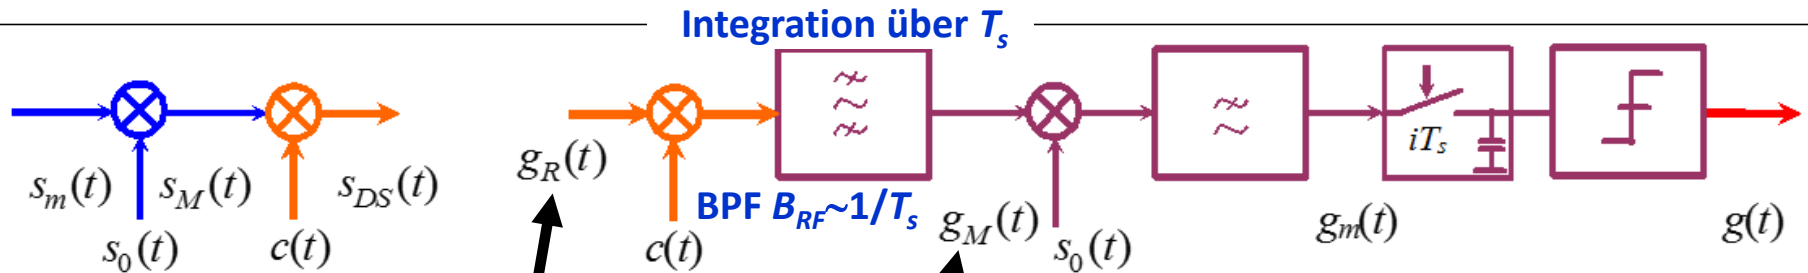 Integration über Ts
iTs
sm(t) sM(t) sDS(t) gR(t)
BPF BRF~1/Ts
s0(t) c(t) c(t) gM(t) s0(t) gm(t) g(t)